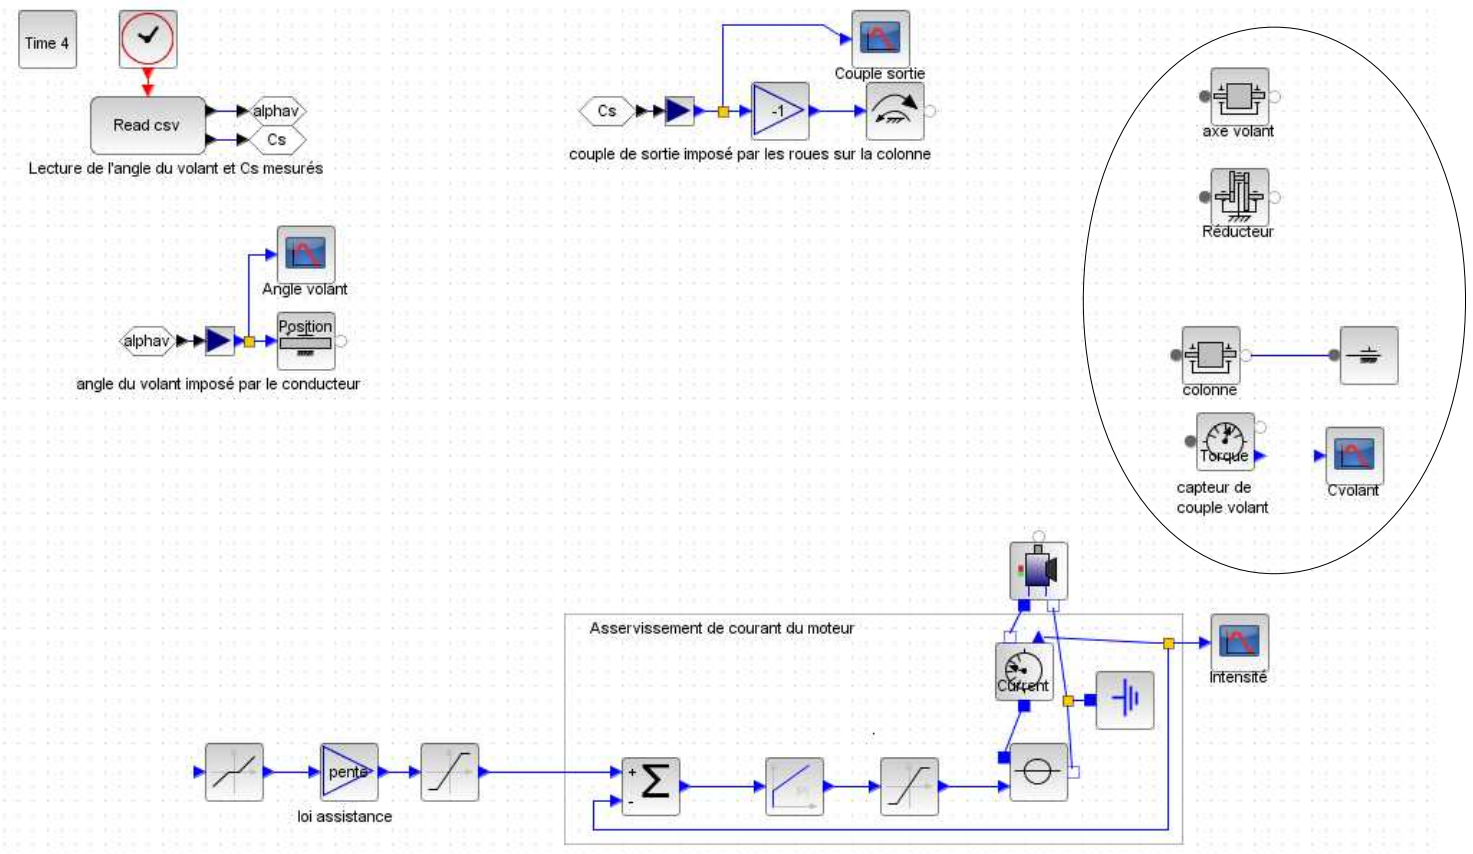 Time 4
Read csv
alphav
Cs
Lecture de l'angle du volant et Cs mesurés
Couple sortie
Cs
-1
couple de sortie imposé par les roues sur la colonne
axe volant
Réducteur
Angle volant
alphav
Position
angle du volant imposé par le conducteur
colonne
Torque
capteur de
couple volant
Cvolant
Asservissement de courant du moteur
Current
Intensité
pente
loi assistance
+
Σ
-